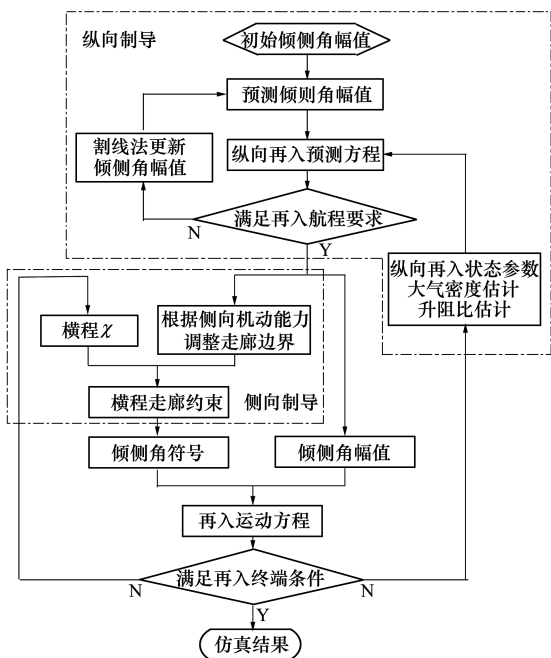 纵向制导
初始倾侧角幅值
预测倾则角幅值
割线法更新
倾侧角幅值
纵向再入预测方程
满足再入航程要求
N
Y
纵向再入状态参数
大气密度估计
升阻比估计
横程χ
根据侧向机动能力
调整走廊边界
横程走廊约束
侧向制导
倾侧角符号
倾侧角幅值
再入运动方程
满足再入终端条件
N
N
Y
仿真结果